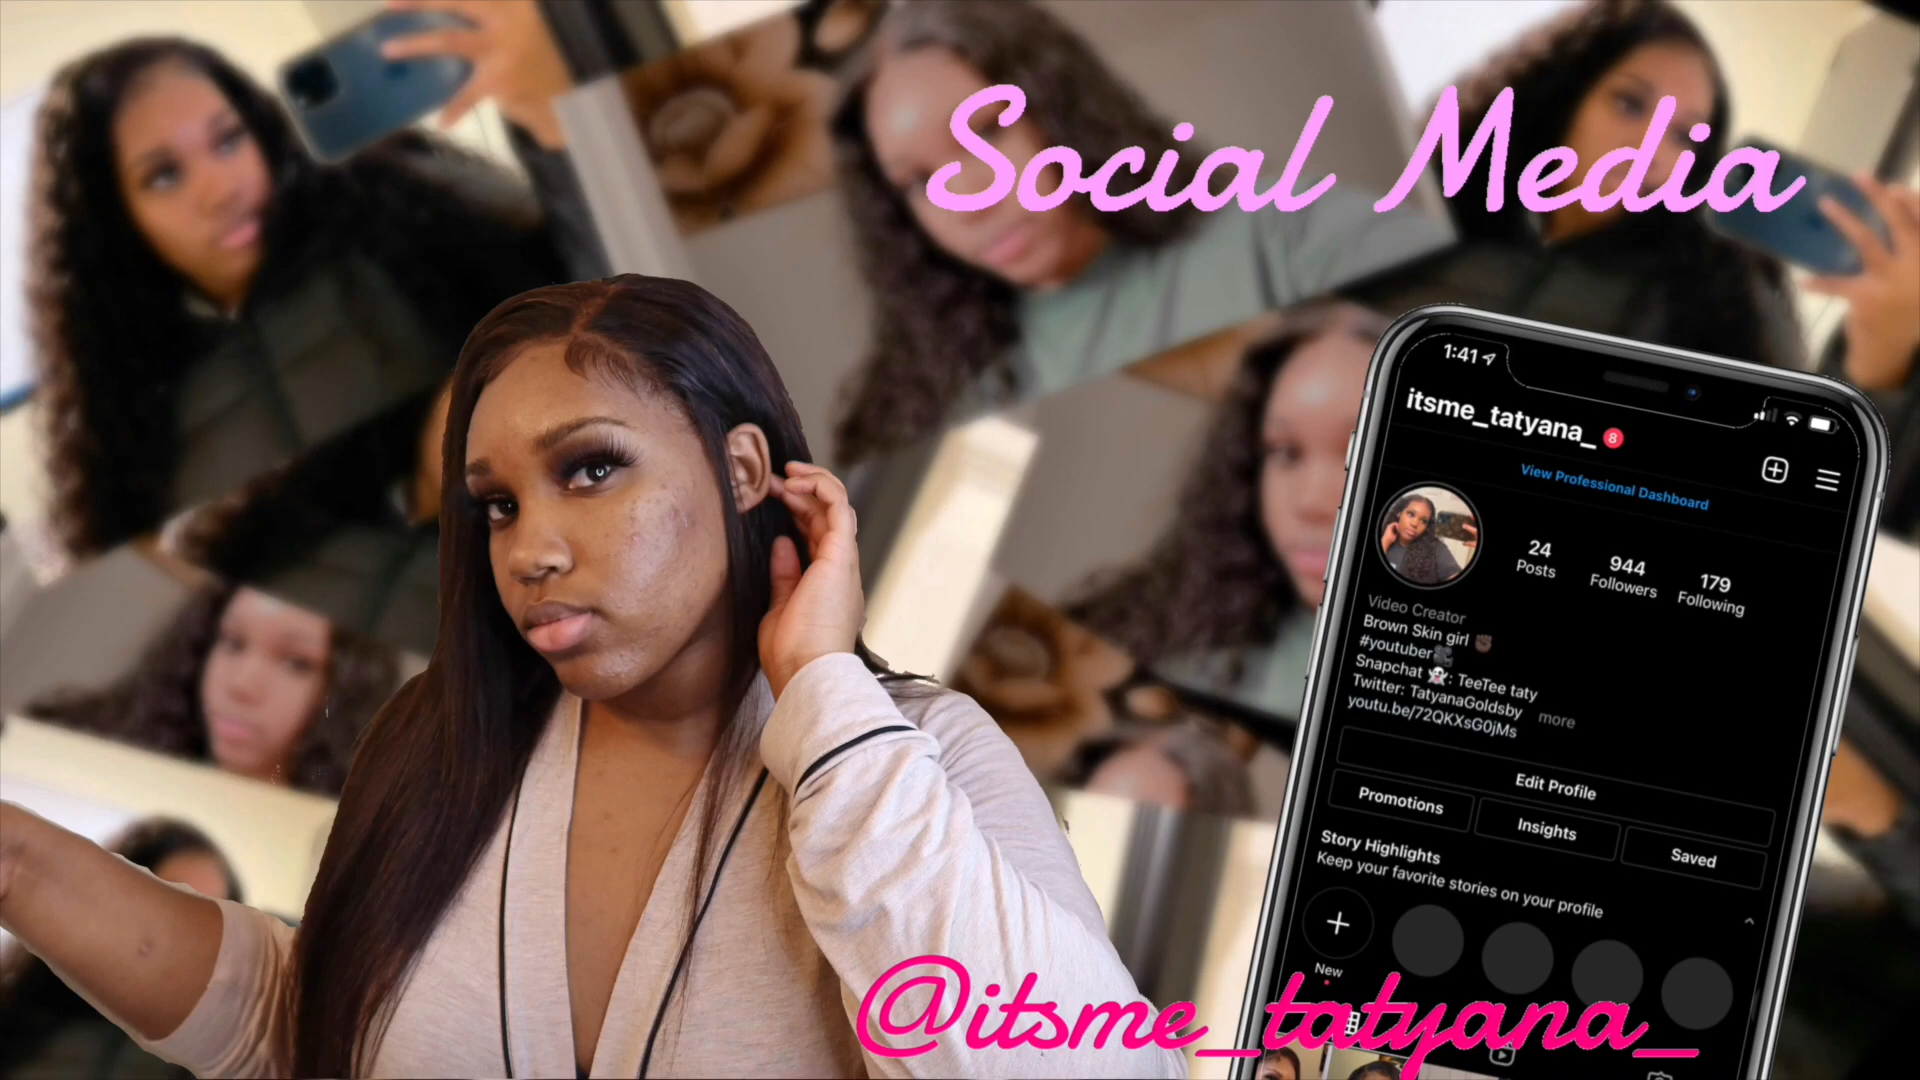 Social Media
1:41
itsme_tatyana_ 8
View Professional Dashboard
24 Posts
944 Followers
179 Following
Video Creator
Brown Skin girl ✊🏿
#youtuber🎥
Snapchat 👻: TeeTee taty
Twitter: TatyanaGoldsby
youtu.be/72QKXsG0jMs more
Edit Profile
Promotions
Insights
Saved
Story Highlights
Keep your favorite stories on your profile
New
@itsme_tatyana_